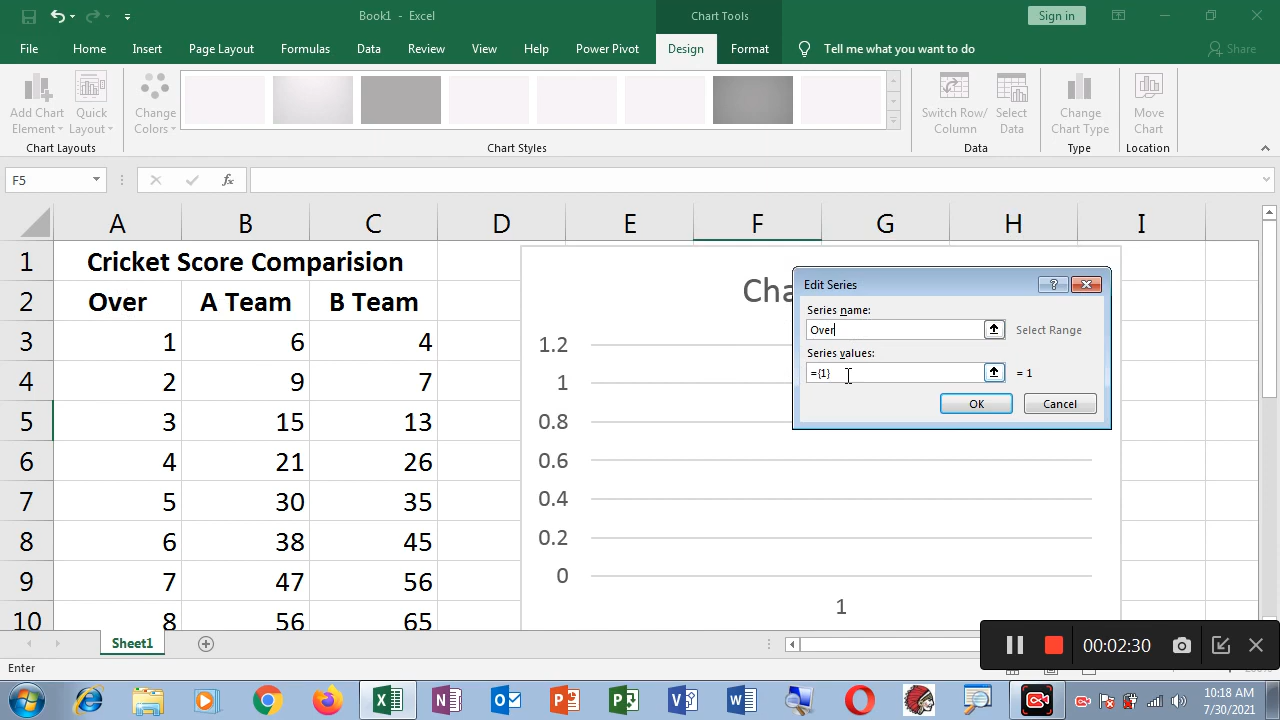 Book1 - Excel
Chart Tools
Sign in
File Home Insert Page Layout Formulas Data Review View Help Power Pivot Design Format Tell me what you want to do Share
Add Chart Element
Quick Layout
Change Colors
Switch Row/ Column
Select Data
Change Chart Type
Move Chart
Chart Layouts
Chart Styles
Data
Type
Location
F5
fx
A B C D E F G H I
1 Cricket Score Comparision
2 Over A Team B Team
3 1 6 4
4 2 9 7
5 3 15 13
6 4 21 26
7 5 30 35
8 6 38 45
9 7 47 56
10 8 56 65
Cha
1.2
1
0.8
0.6
0.4
0.2
0
1
Edit Series
?
Series name:
Over
Select Range
Series values:
={1}
= 1
OK
Cancel
Sheet1
Enter
00:02:30
10:18 AM
7/30/2021